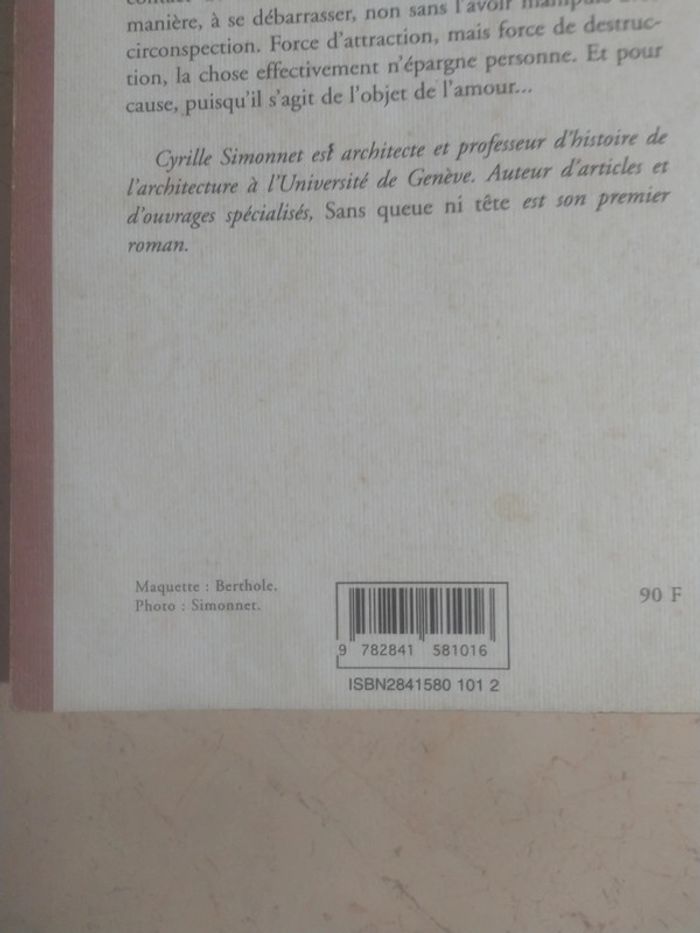 manière, à se débarrasser, non sans l'avoir manipulé
circonspection. Force d'attraction, mais force de destruc-
tion, la chose effectivement n'épargne personne. Et pour
cause, puisqu'il s'agit de l'objet de l'amour...
Cyrille Simonnet est architecte et professeur d'histoire de
l'architecture à l'Université de Genève. Auteur d'articles et
d'ouvrages spécialisés, Sans queue ni tête est son premier
roman.
Maquette : Berthole.
Photo : Simonnet.
90 F
9 782841 581016
ISBN2841580 101 2